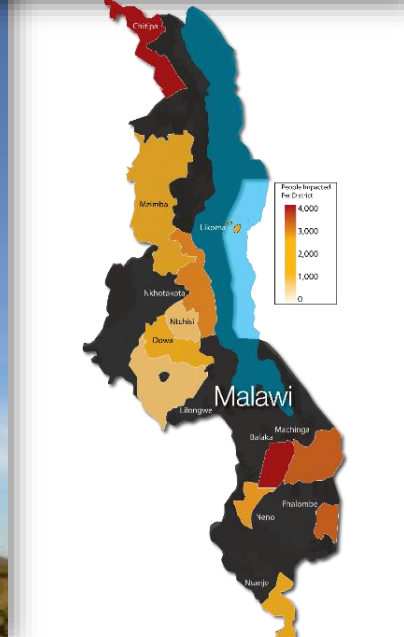 Chitipa
Mzimba
People Impacted
Per District
4,000
3,000
2,000
1,000
0
Likoma
Nkhotakota
Ntchisi
Dowa
Lilongwe
Malawi
Machinga
Balaka
Phalombe
Neno
Nsanje